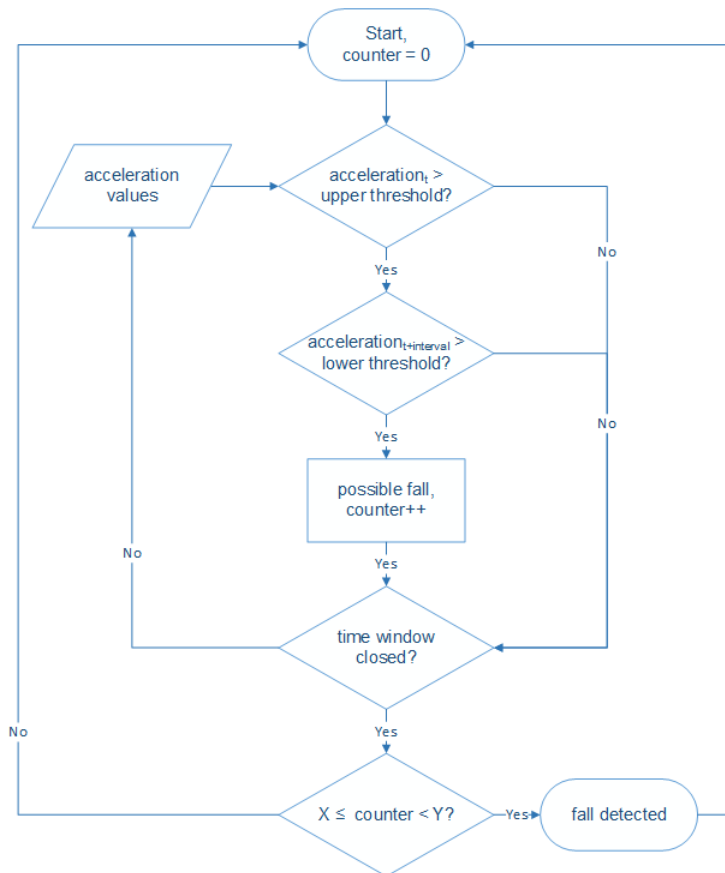 Start,
counter = 0
acceleration
values
accelerationₜ >
upper threshold?
No
Yes
accelerationt+interval >
lower threshold?
No
Yes
possible fall,
counter++
Yes
No
time window
closed?
Yes
No
X ≤ counter < Y?
Yes
fall detected